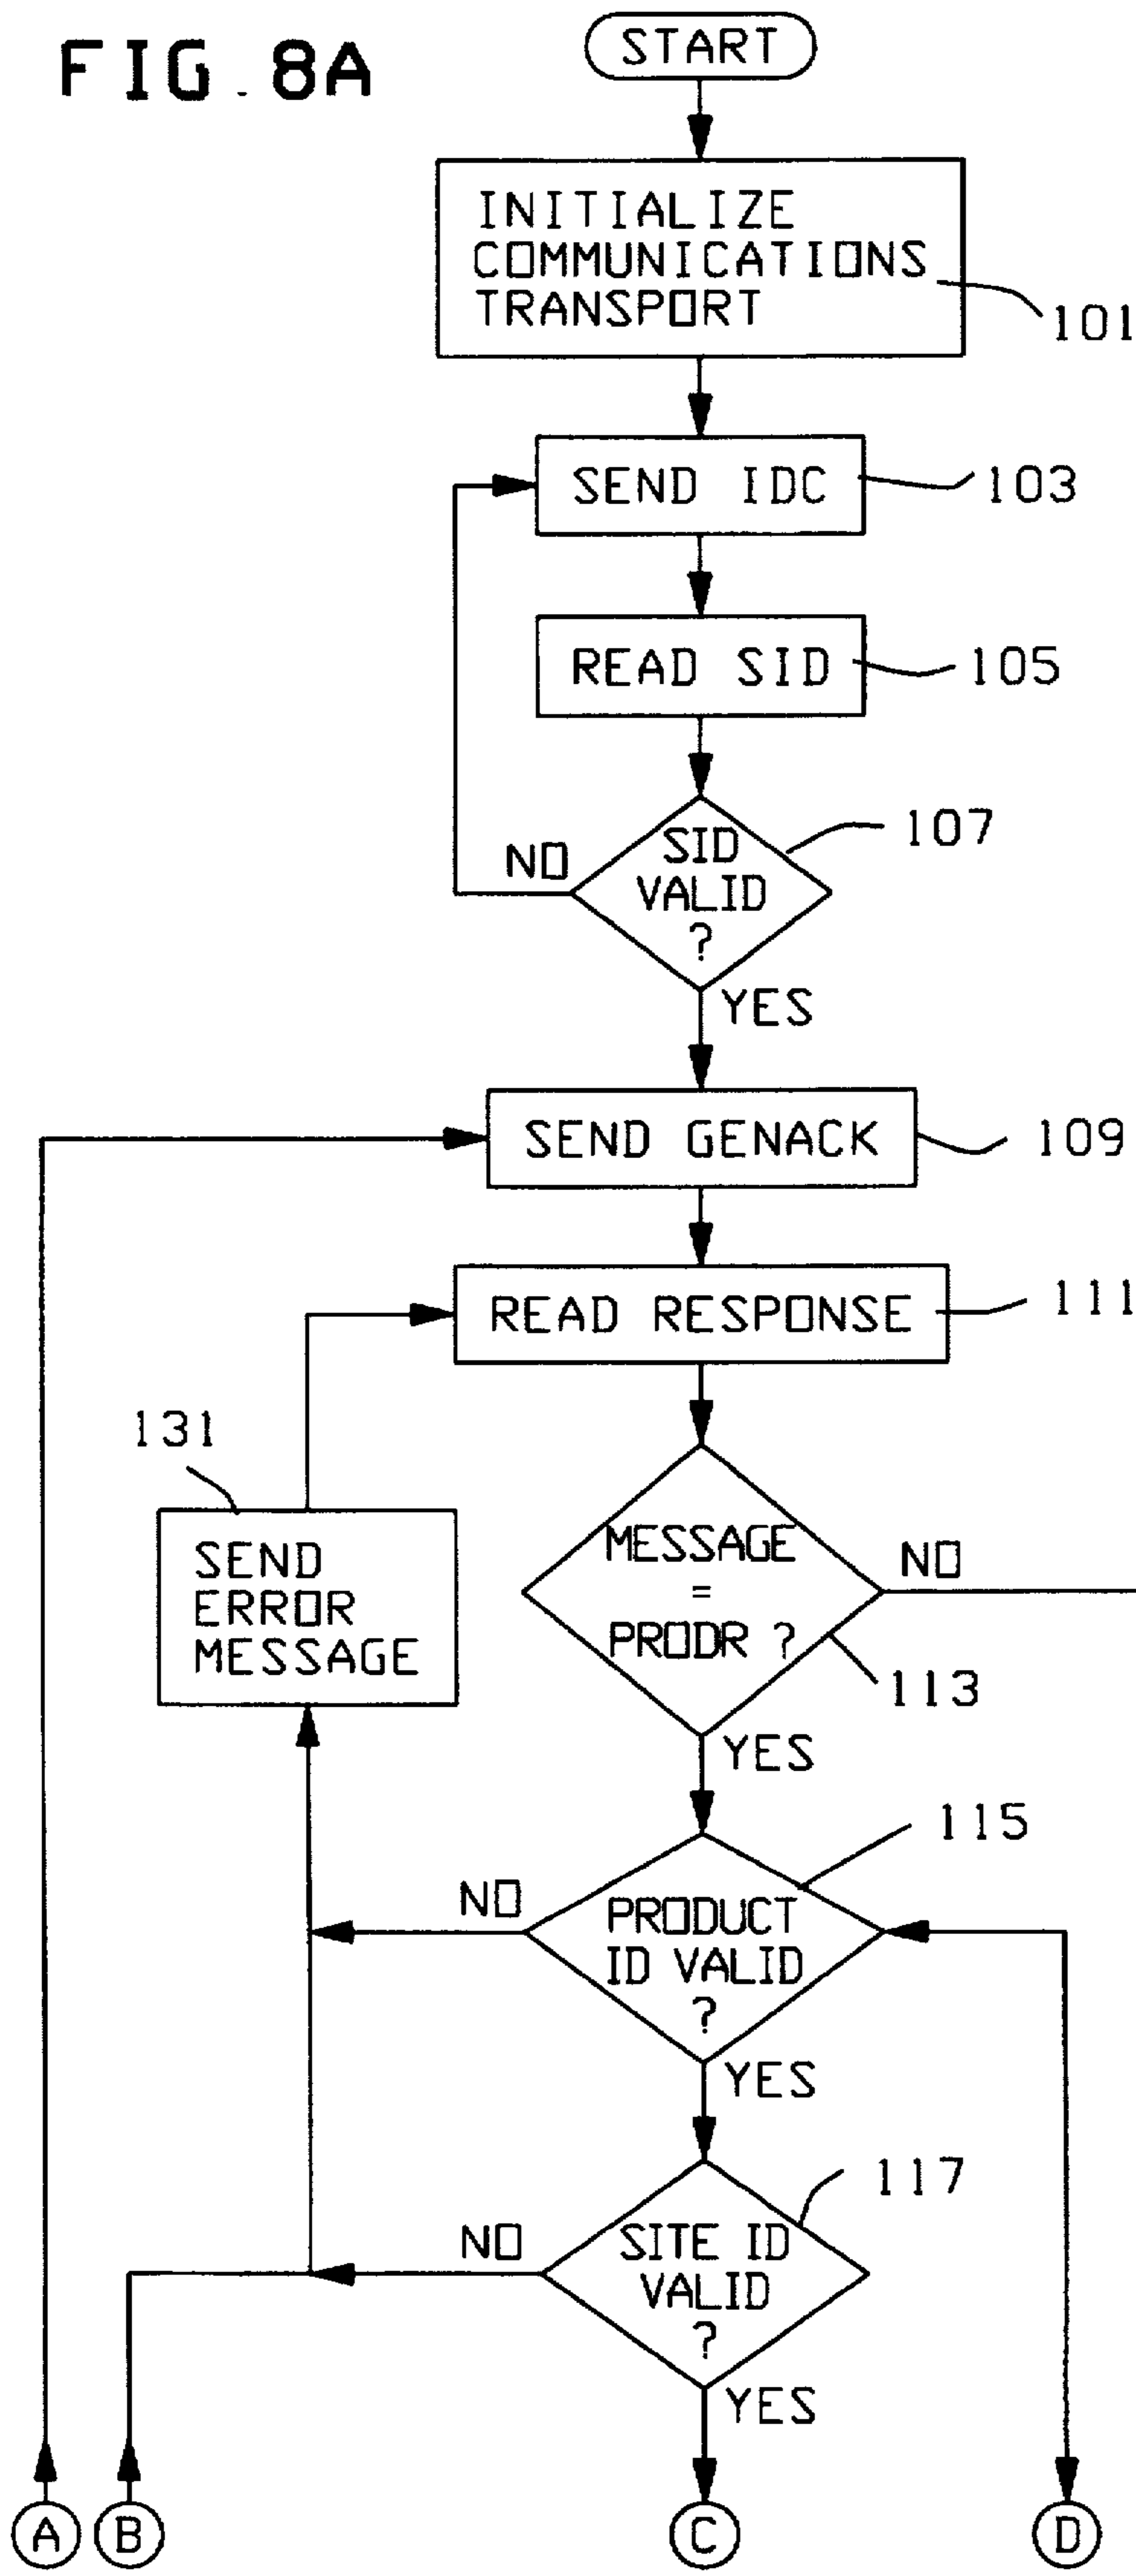 FIG. 8A
START
INITIALIZE
COMMUNICATIONS
TRANSPORT
101
SEND IDC
103
READ SID
105
SID
VALID
?
107
NO
YES
SEND GENACK
109
READ RESPONSE
111
131
SEND
ERROR
MESSAGE
MESSAGE
=
PRODR ?
NO
113
YES
115
NO
PRODUCT
ID VALID
?
YES
117
NO
SITE ID
VALID
?
YES
A
B
C
D